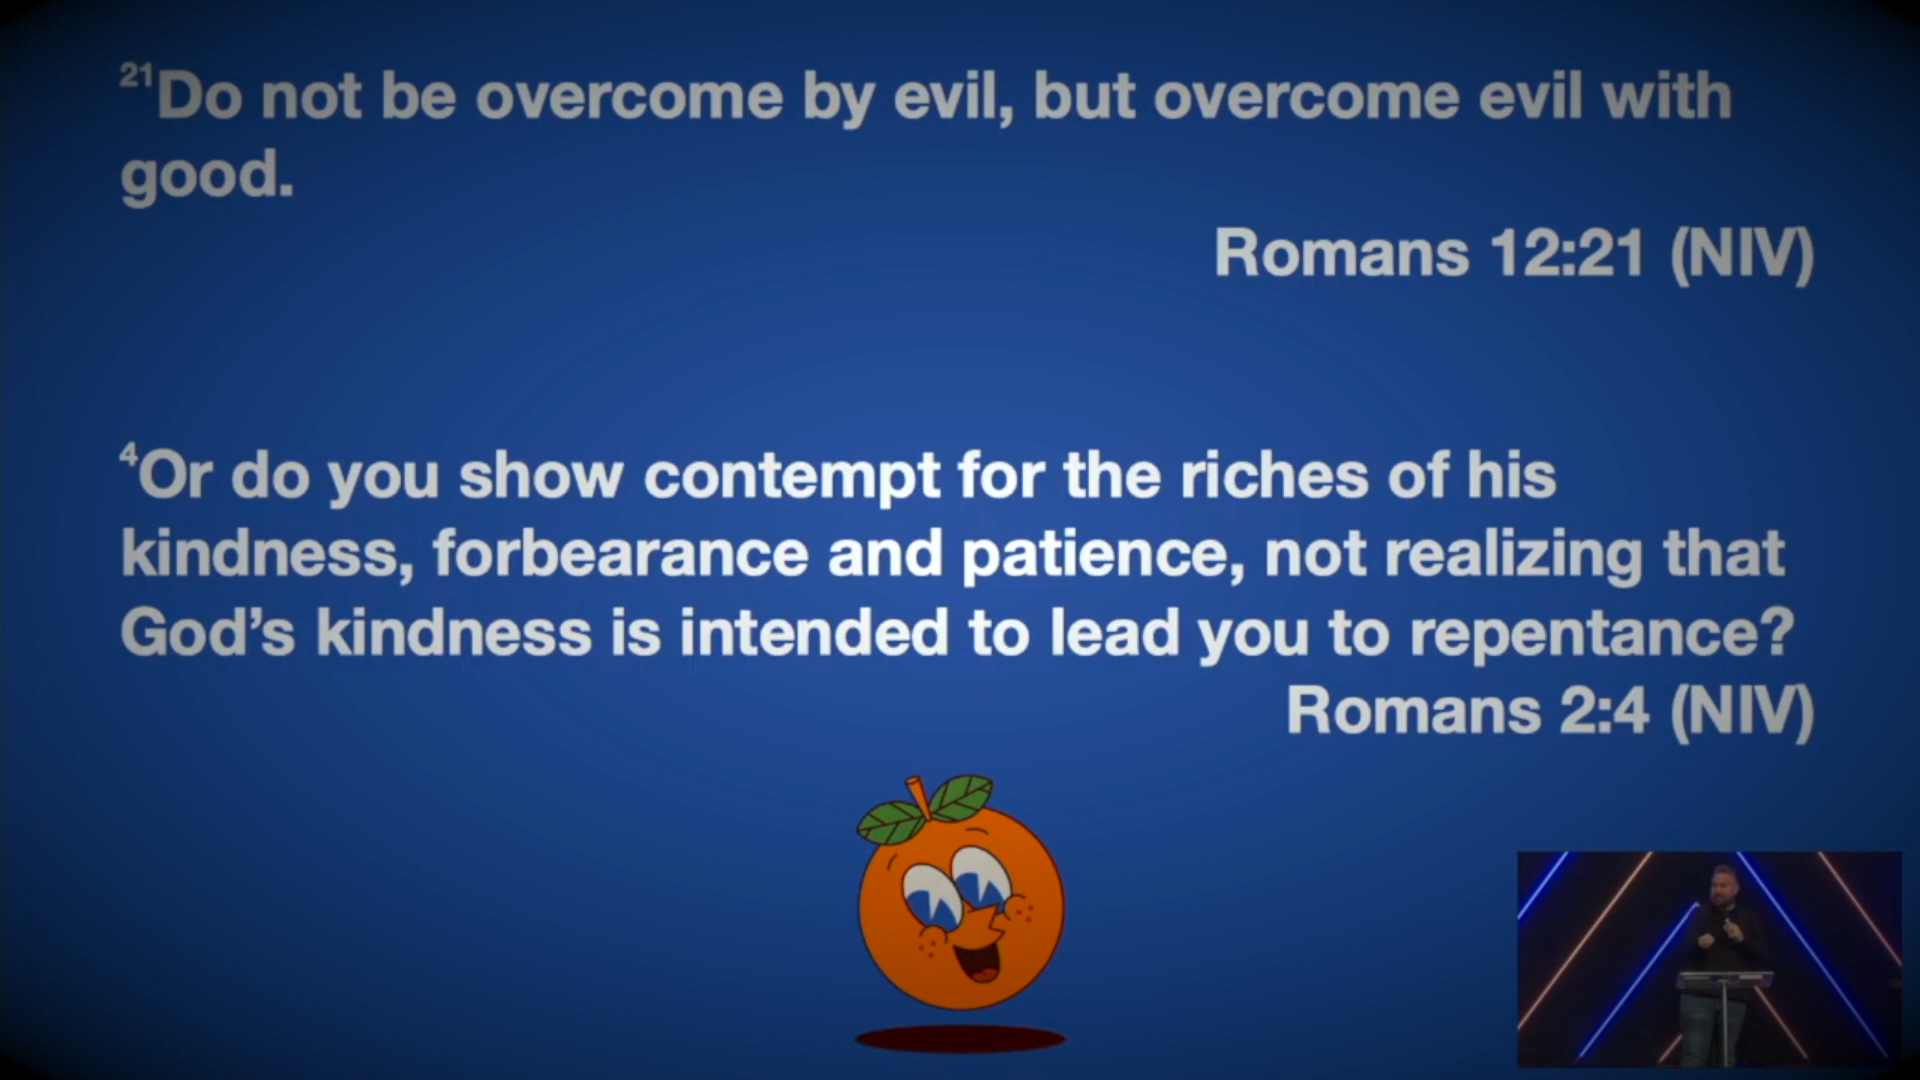 21Do not be overcome by evil, but overcome evil with
good.
Romans 12:21 (NIV)
4Or do you show contempt for the riches of his
kindness, forbearance and patience, not realizing that
God’s kindness is intended to lead you to repentance?
Romans 2:4 (NIV)